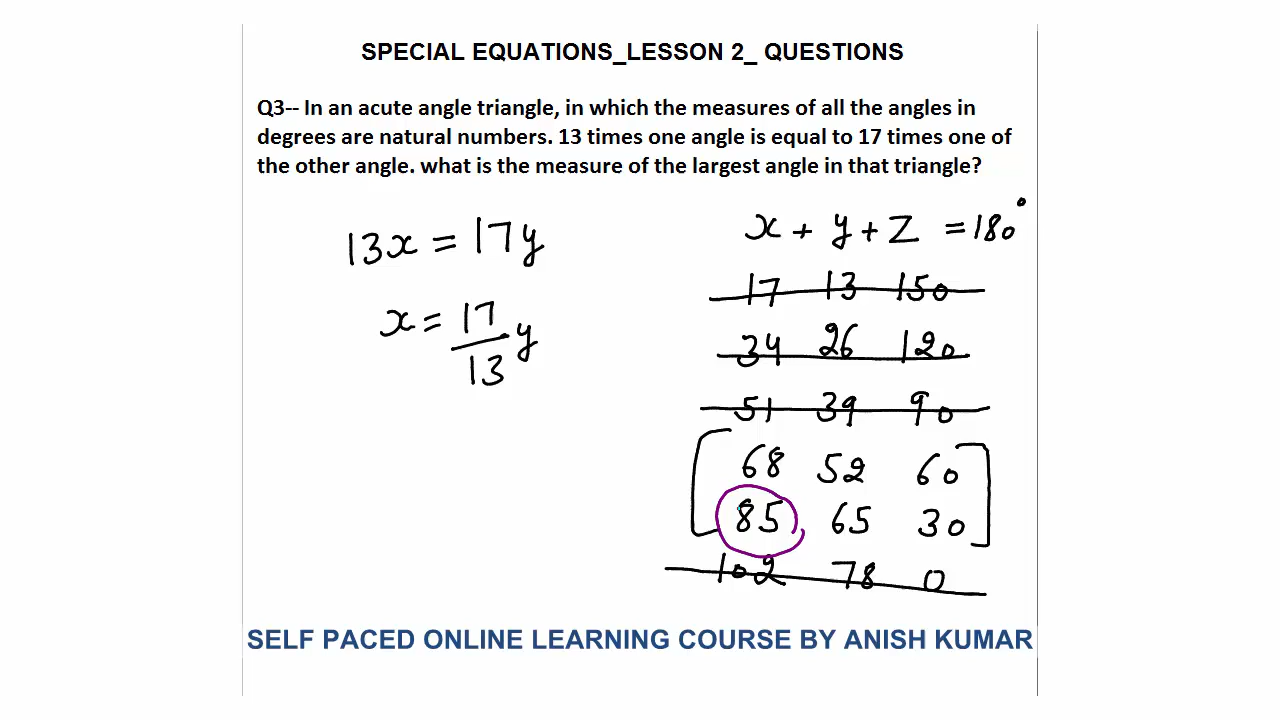 SPECIAL EQUATIONS_LESSON 2_ QUESTIONS
Q3-- In an acute angle triangle, in which the measures of all the angles in
degrees are natural numbers. 13 times one angle is equal to 17 times one of
the other angle. what is the measure of the largest angle in that triangle?
13x = 17y
x = 17/13 y
x + y + z = 180°
17 13 150
34 26 120
51 39 90
68 52 60
85 65 30
102 78 0
SELF PACED ONLINE LEARNING COURSE BY ANISH KUMAR